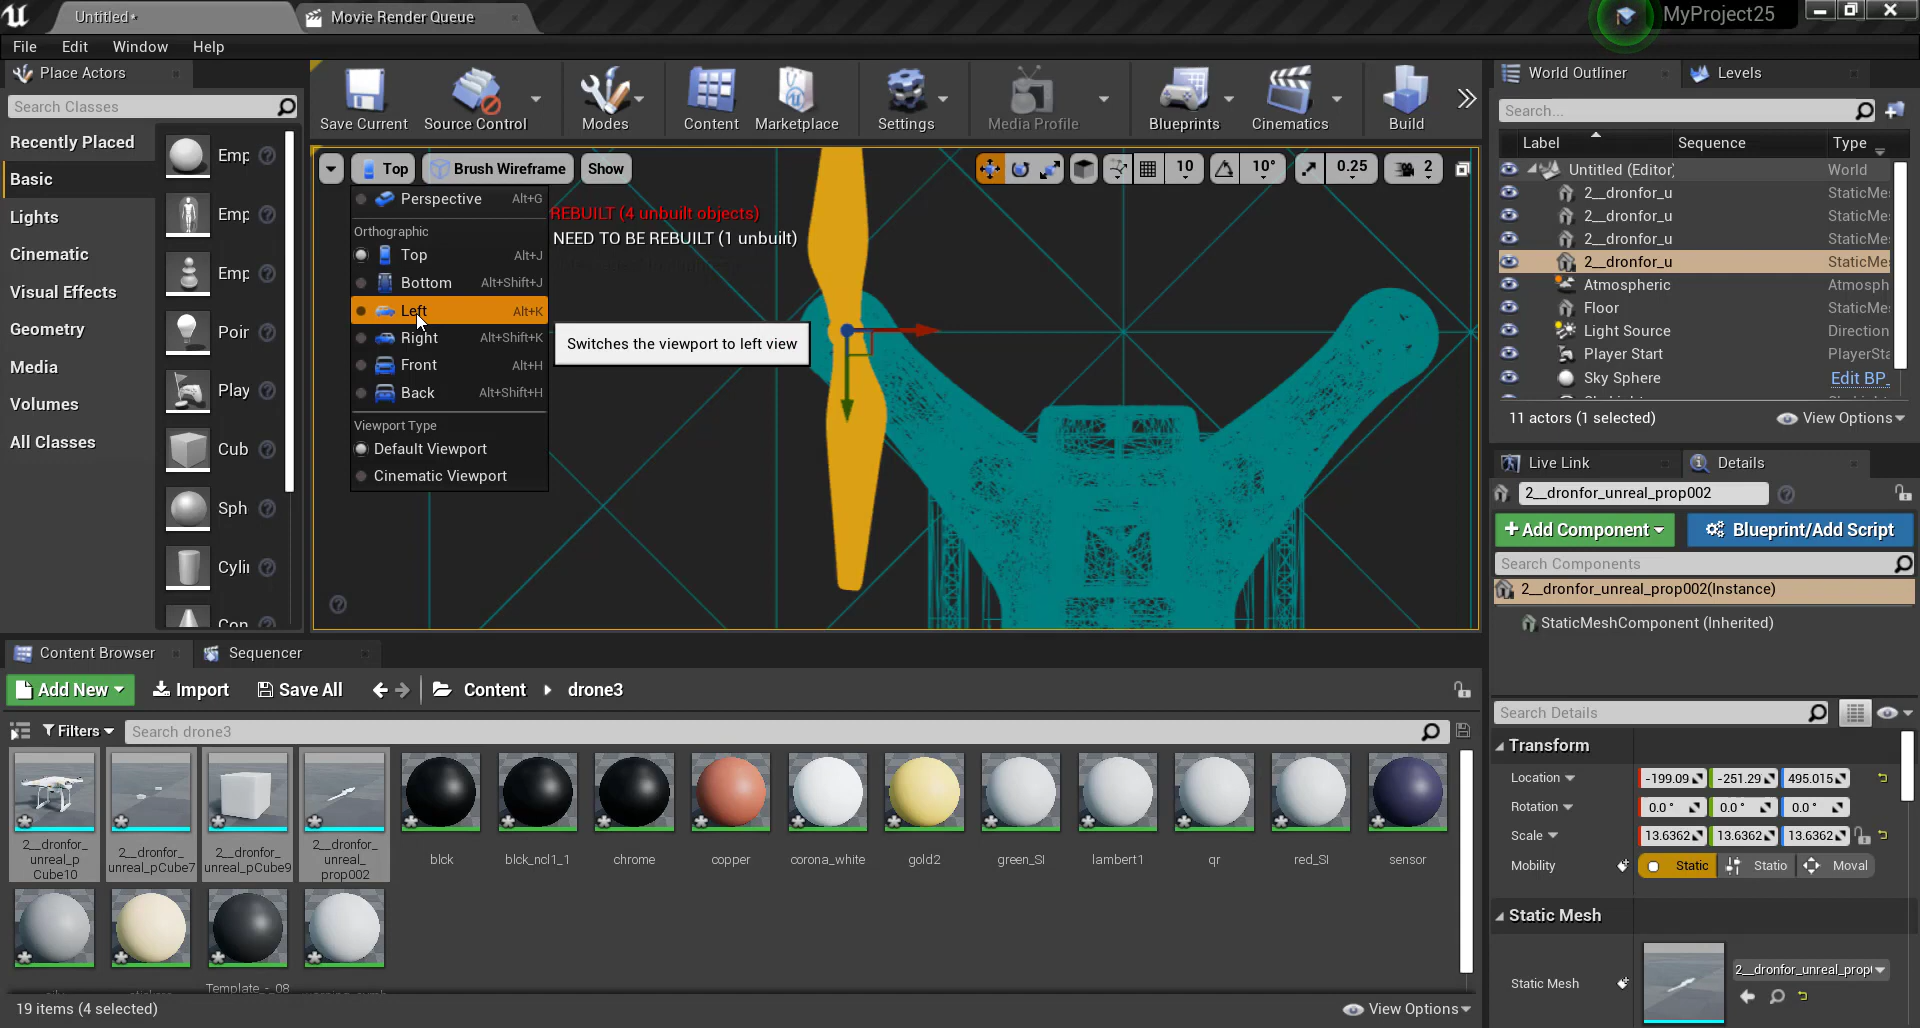 Untitled*
Movie Render Queue
MyProject25
File Edit Window Help
Place Actors
Search Classes
Recently Placed
Basic
Lights
Cinematic
Visual Effects
Geometry
Media
Volumes
All Classes
Emp
Emp
Emp
Poir
Play
Cub
Sph
Cylin
Con
Save Current
Source Control
Modes
Content
Marketplace
Settings
Media Profile
Blueprints
Cinematics
Build
Top
Brush Wireframe
Show
10
10°
0.25
2
REBUILT (4 unbuilt objects)
NEED TO BE REBUILT (1 unbuilt)
Perspective Alt+G
Orthographic
Top Alt+J
Bottom Alt+Shift+J
Left Alt+K
Right Alt+Shift+K
Front Alt+H
Back Alt+Shift+H
Viewport Type
Default Viewport
Cinematic Viewport
Switches the viewport to left view
World Outliner
Levels
Search...
Label Sequence Type
Untitled (Editor) World
2__dronfor_u StaticMe
2__dronfor_u StaticMe
2__dronfor_u StaticMe
2__dronfor_u StaticMe
Atmospheric Atmosph
Floor StaticMe
Light Source Direction
Player Start PlayerSta
Sky Sphere Edit BP_
11 actors (1 selected)
View Options
Live Link
Details
2__dronfor_unreal_prop002
+Add Component
Blueprint/Add Script
Search Components
2__dronfor_unreal_prop002(Instance)
StaticMeshComponent (Inherited)
Search Details
Transform
Location -199.09 -251.29 495.015
Rotation 0.0 ° 0.0 ° 0.0 °
Scale 13.6362 13.6362 13.6362
Mobility Static Statio Moval
Static Mesh
Static Mesh
2__dronfor_unreal_prop
Content Browser
Sequencer
Add New
Import
Save All
Content
drone3
Filters
Search drone3
2__dronfor_
unreal_p
Cube10
2__dronfor_
unreal_pCube7
2__dronfor_
unreal_pCube9
2__dronfor_
unreal_
prop002
blck
blck_ncl1_1
chrome
copper
corona_white
gold2
green_SI
lambert1
qr
red_SI
sensor
Template_-_08
19 items (4 selected)
View Options